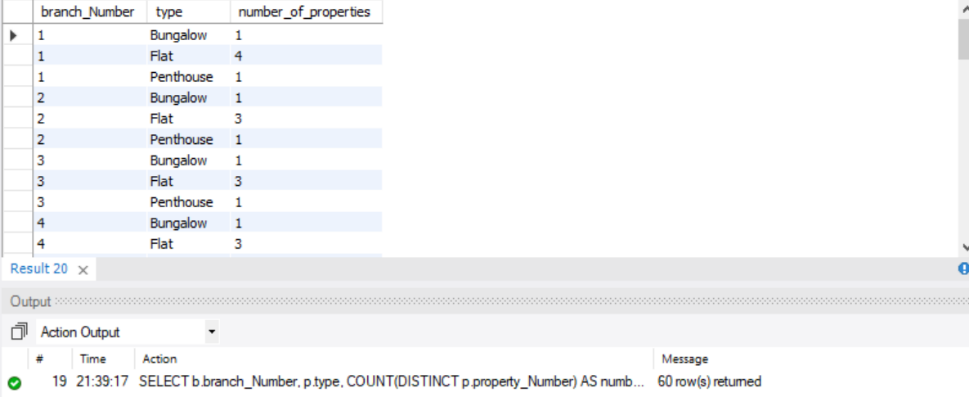 branch_Number type number_of_properties
1 Bungalow 1
1 Flat 4
1 Penthouse 1
2 Bungalow 1
2 Flat 3
2 Penthouse 1
3 Bungalow 1
3 Flat 3
3 Penthouse 1
4 Bungalow 1
4 Flat 3
Result 20
Output
Action Output
# Time Action Message
19 21:39:17 SELECT b.branch_Number, p.type, COUNT(DISTINCT p.property_Number) AS numb... 60 row(s) returned